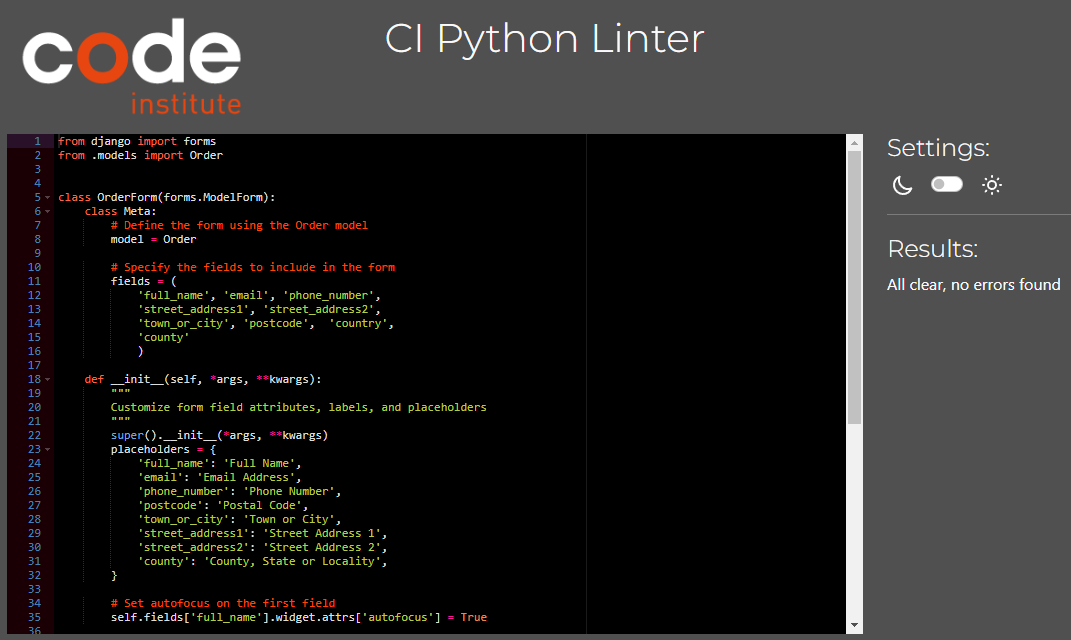 code
institute
CI Python Linter
1 from django import forms
2 from .models import Order
3
4
5 class OrderForm(forms.ModelForm):
6     class Meta:
7         # Define the form using the Order model
8         model = Order
9
10         # Specify the fields to include in the form
11         fields = (
12             'full_name', 'email', 'phone_number',
13             'street_address1', 'street_address2',
14             'town_or_city', 'postcode',  'country',
15             'county'
16             )
17
18     def __init__(self, *args, **kwargs):
19         """
20         Customize form field attributes, labels, and placeholders
21         """
22         super().__init__(*args, **kwargs)
23         placeholders = {
24             'full_name': 'Full Name',
25             'email': 'Email Address',
26             'phone_number': 'Phone Number',
27             'postcode': 'Postal Code',
28             'town_or_city': 'Town or City',
29             'street_address1': 'Street Address 1',
30             'street_address2': 'Street Address 2',
31             'county': 'County, State or Locality',
32         }
33
34         # Set autofocus on the first field
35         self.fields['full_name'].widget.attrs['autofocus'] = True
36
Settings:
Results:
All clear, no errors found